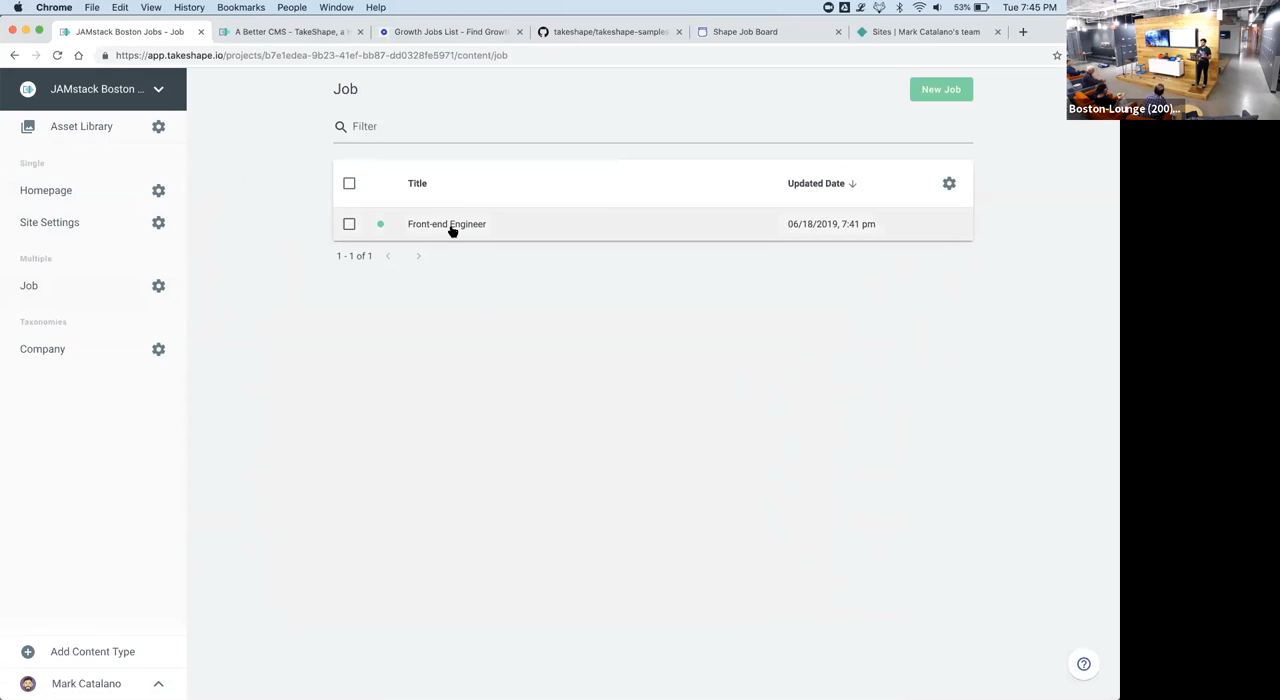 Chrome File Edit View History Bookmarks People Window Help 53% Tue 7:45 PM
JAMstack Boston Jobs - Job A Better CMS - TakeShape, a Growth Jobs List - Find Growt takeshape/takeshape-samples Shape Job Board Sites | Mark Catalano's team
https://app.takeshape.io/projects/b7e1edea-9b23-41ef-bb87-dd0328fe5971/content/job
Boston-Lounge (200)...
JAMstack Boston ...
Asset Library
Single
Homepage
Site Settings
Multiple
Job
Taxonomies
Company
Add Content Type
Mark Catalano
Job
New Job
Filter
Title Updated Date
Front-end Engineer 06/18/2019, 7:41 pm
1 - 1 of 1